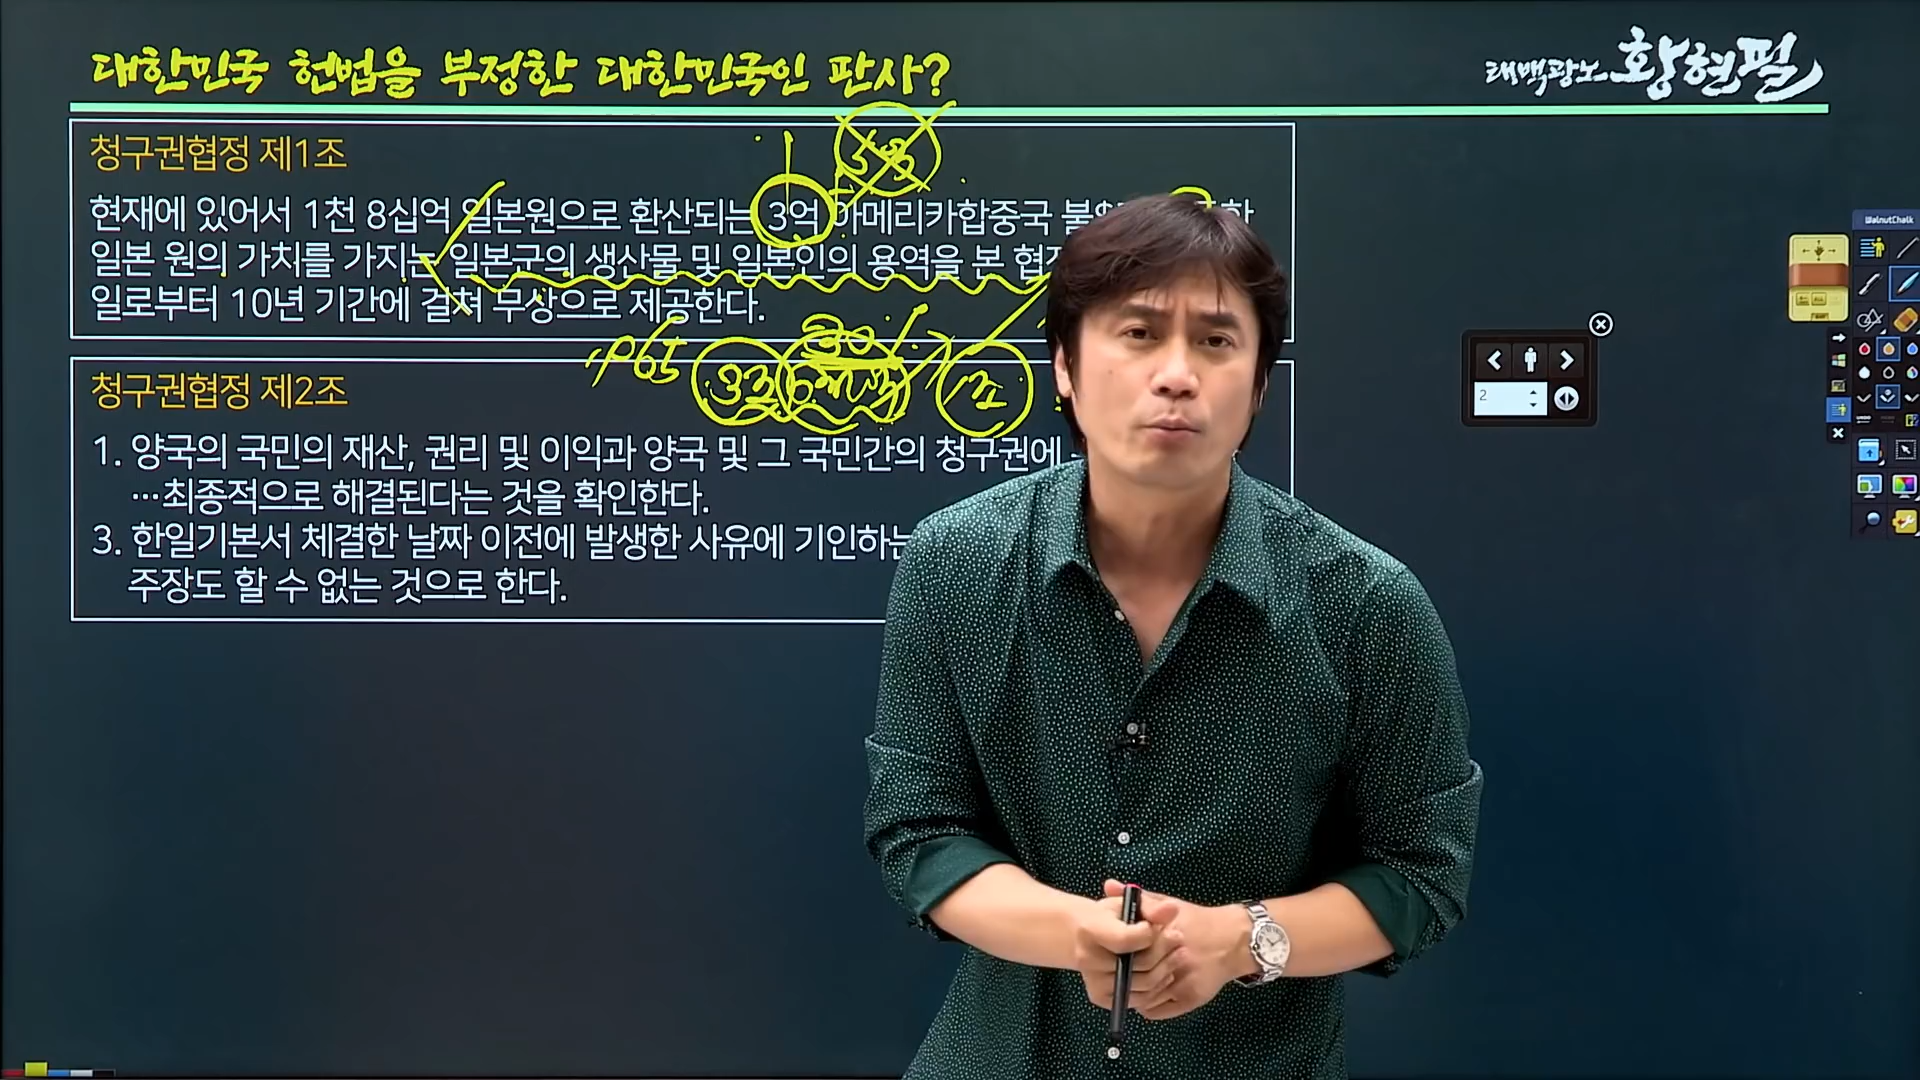 대한민국 헌법을 부정한 대한민국인 판사?
태백광노 황현필
청구권협정 제1조
현재에 있어서 1천 8십억 일본원으로 환산되는 3억 아메리카합중국 불
일본 원의 가치를 가지는 일본국의 생산물 및 일본인의 용역을 본 협
일로부터 10년 기간에 걸쳐 무상으로 제공한다.
1965
청구권협정 제2조
1. 양국의 국민의 재산, 권리 및 이익과 양국 및 그 국민간의 청구권에
…최종적으로 해결된다는 것을 확인한다.
3. 한일기본서 체결한 날짜 이전에 발생한 사유에 기인하는
주장도 할 수 없는 것으로 한다.
WalnutChalk
2